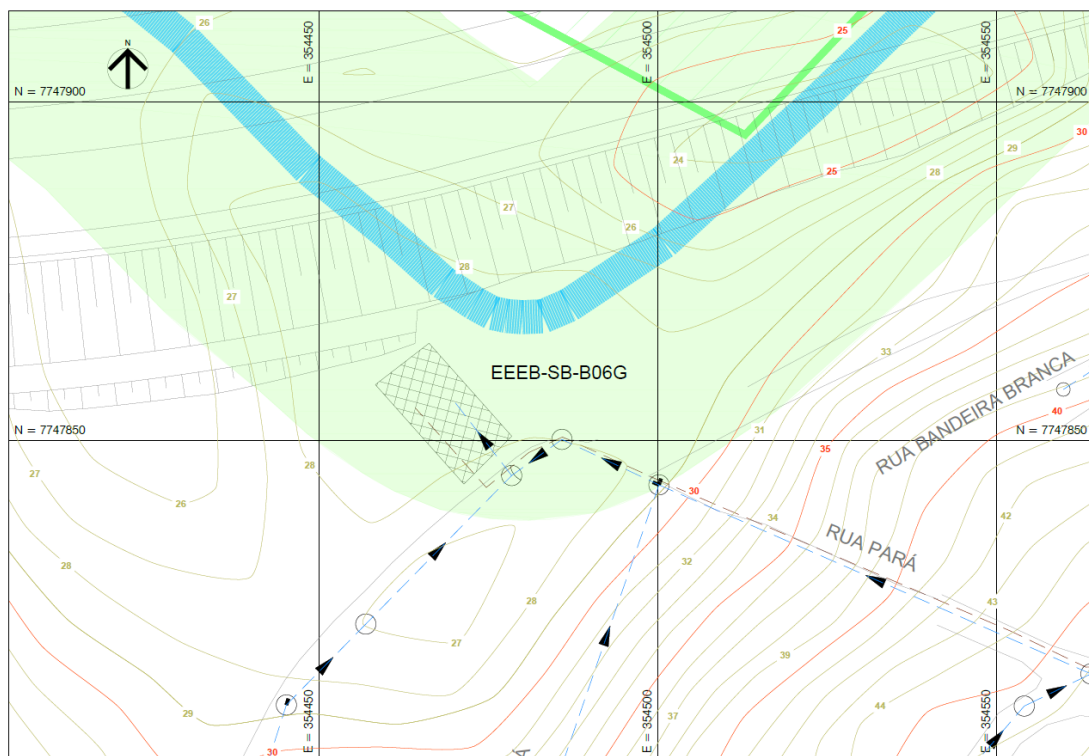 26
E = 354450
E = 354500
25
E = 354550
N
N = 7747900
N = 7747900
30
29
24
28
25
27
26
28
27
33
EEEB-SB-B06G
RUA BANDEIRA BRANCA
40
N = 7747850
N = 7747850
31
35
28
27
30
26
42
34
RUA PARÁ
32
28
28
43
27
39
29
44
37
30
E = 354450
E = 354500
E = 354550
Á